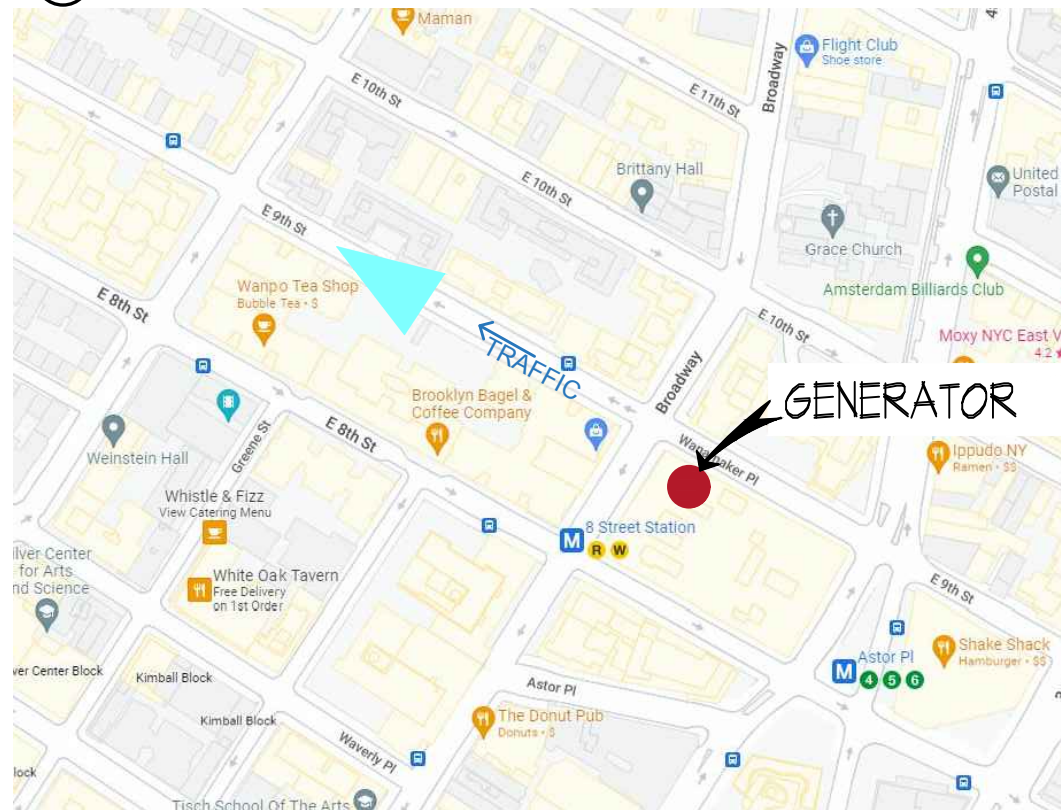 Maman
Flight Club
Shoe store
Broadway
E 10th St
E 11th St
Brittany Hall
United
Postal
E 10th St
E 9th St
Grace Church
Wanpo Tea Shop
Bubble Tea • $
Amsterdam Billiards Club
E 8th St
E 10th St
Moxy NYC East V
4.2
TRAFFIC
Broadway
Brooklyn Bagel &
Coffee Company
GENERATOR
E 8th St
Wanamaker Pl
Weinstein Hall
Greene St
Ippudo NY
Ramen • $$
Whistle & Fizz
View Catering Menu
M
8 Street Station
R W
ilver Center
for Arts
nd Science
White Oak Tavern
Free Delivery
on 1st Order
E 9th St
Shake Shack
Hamburger • $$
M
Astor Pl
4 5 6
ver Center Block
Kimball Block
Astor Pl
Kimball Block
The Donut Pub
Donuts • $
Waverly Pl
lock
Tisch School Of The Arts